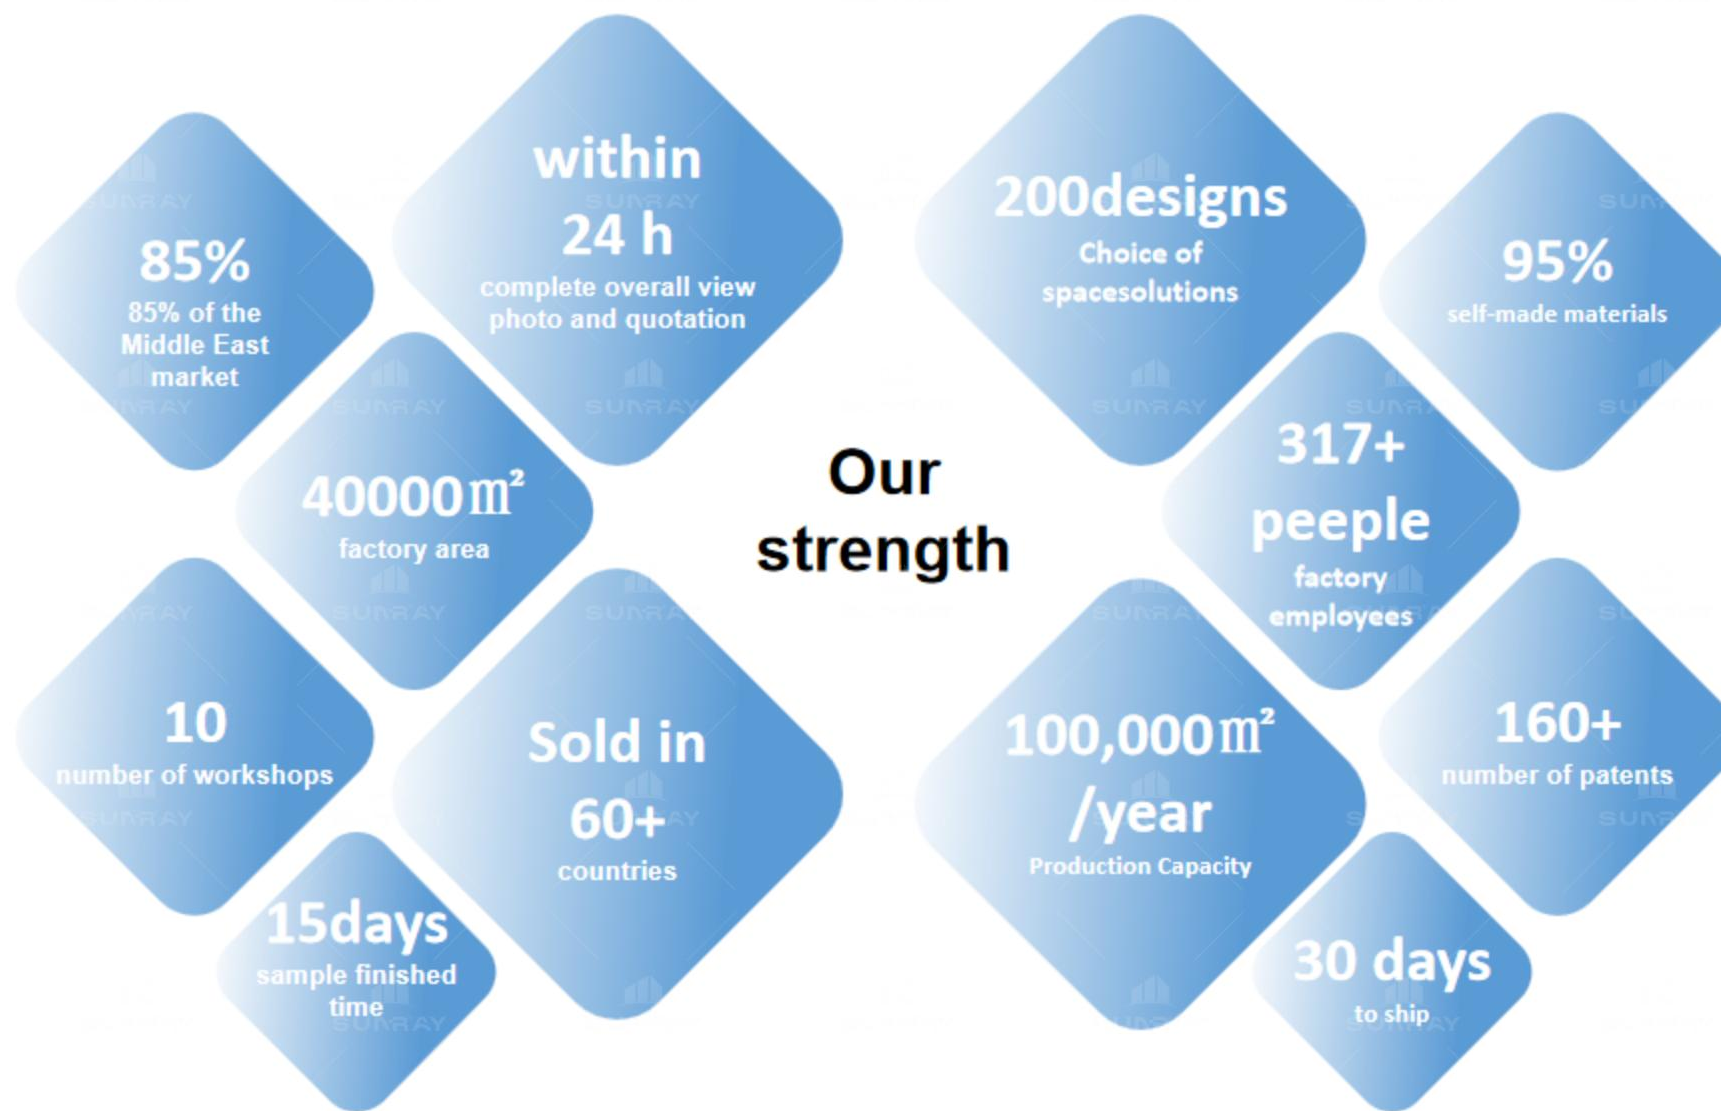 85%
85% of the
Middle East
market
within
24 h
complete overall view
photo and quotation
40000㎡
factory area
10
number of workshops
Sold in
60+
countries
15days
sample finished
time
Our
strength
200designs
Choice of
spacesolutions
95%
self-made materials
317+
peeple
factory
employees
100,000㎡
/year
Production Capacity
160+
number of patents
30 days
to ship
SUNRAY